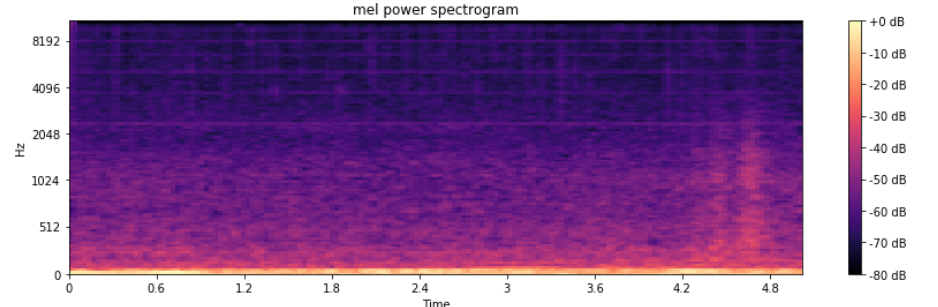 mel power spectrogram
Hz
8192
4096
2048
1024
512
0
0 0.6 1.2 1.8 2.4 3 3.6 4.2 4.8
Time
+0 dB
-10 dB
-20 dB
-30 dB
-40 dB
-50 dB
-60 dB
-70 dB
-80 dB